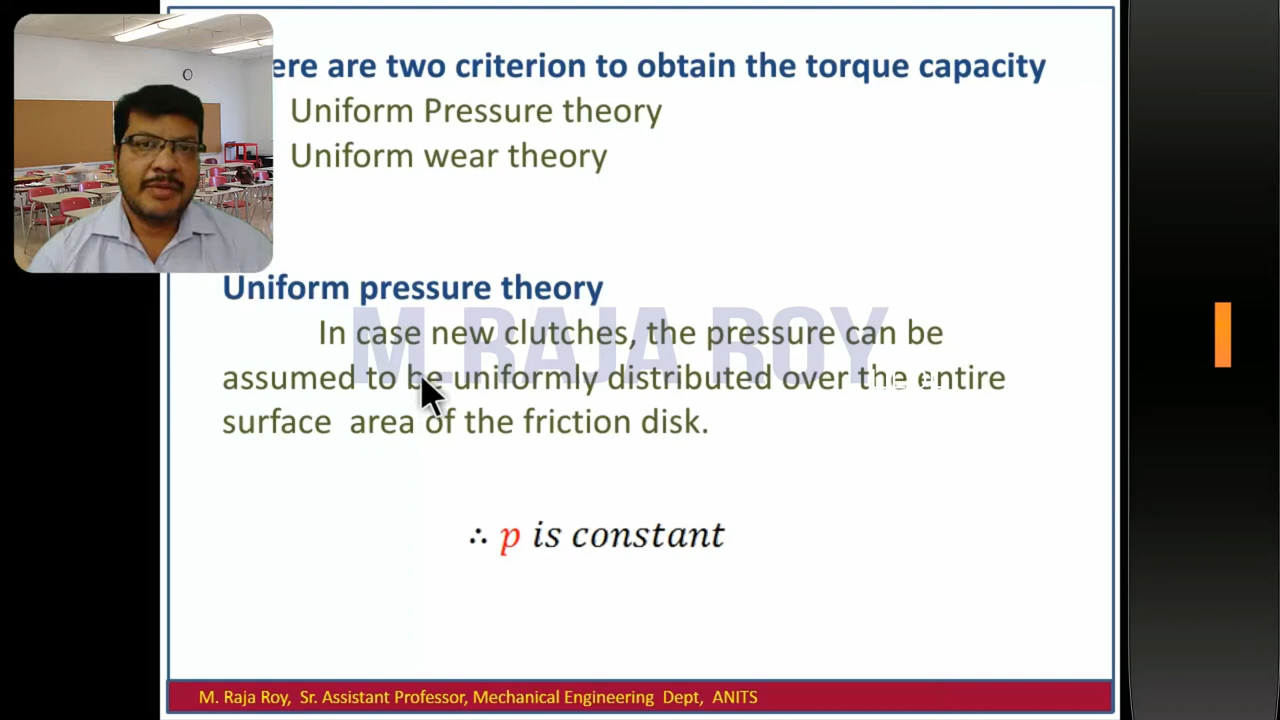 ere are two criterion to obtain the torque capacity
Uniform Pressure theory
Uniform wear theory
Uniform pressure theory
In case new clutches, the pressure can be
assumed to be uniformly distributed over the entire
surface area of the friction disk.
M.RAJA ROY
∴ p is constant
M. Raja Roy, Sr. Assistant Professor, Mechanical Engineering Dept, ANITS